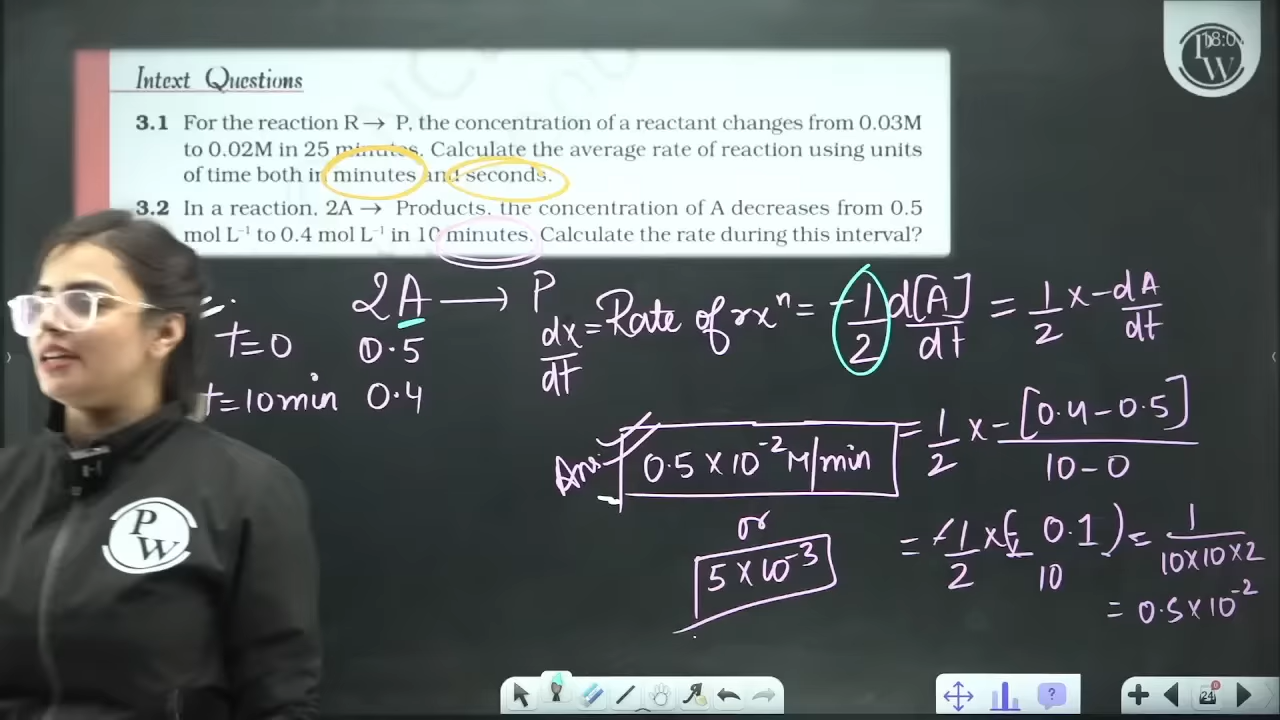 18:0
PW
Intext Questions
3.1 For the reaction R → P, the concentration of a reactant changes from 0.03M
to 0.02M in 25 minutes. Calculate the average rate of reaction using units
of time both in minutes and seconds.
3.2 In a reaction, 2A → Products, the concentration of A decreases from 0.5
mol L⁻¹ to 0.4 mol L⁻¹ in 10 minutes. Calculate the rate during this interval?
2A → P
t=0 0.5
t=10min 0.4
dx/dt = Rate of rxⁿ = -1/2 d[A]/dt = 1/2 x -dA/dt
= 1/2 x -[0.4-0.5]/10-0
Ans: 0.5 x 10⁻² M/min
or
5 x 10⁻³
= -1/2 x (- 0.1/10) = 1/10x10x2
= 0.5x10⁻²
PW
24